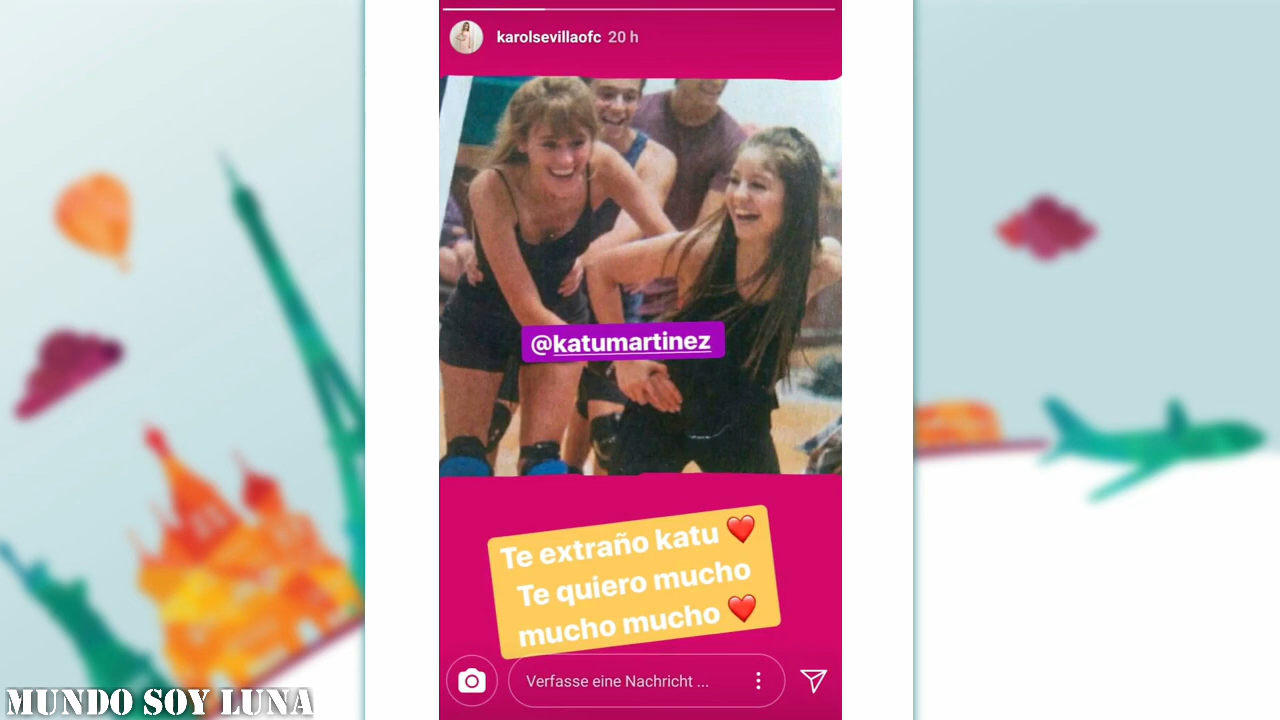 karolsevillaofc 20 h
@katumartinez
Te extraño katu ❤️
Te quiero mucho
mucho mucho ❤️
Verfasse eine Nachricht ...
MUNDO SOY LUNA